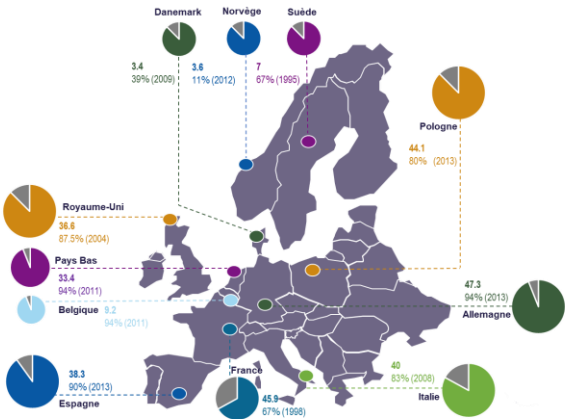 Danemark
3.4
39% (2009)
Norvège
3.6
11% (2012)
Suède
7
67% (1995)
Pologne
44.1
80% (2013)
Royaume-Uni
36.6
87.5% (2004)
Pays Bas
33.4
94% (2011)
Belgique
9.2
94% (2011)
47.3
94% (2013)
Allemagne
38.3
90% (2013)
Espagne
France
45.9
67% (1998)
40
83% (2008)
Italie